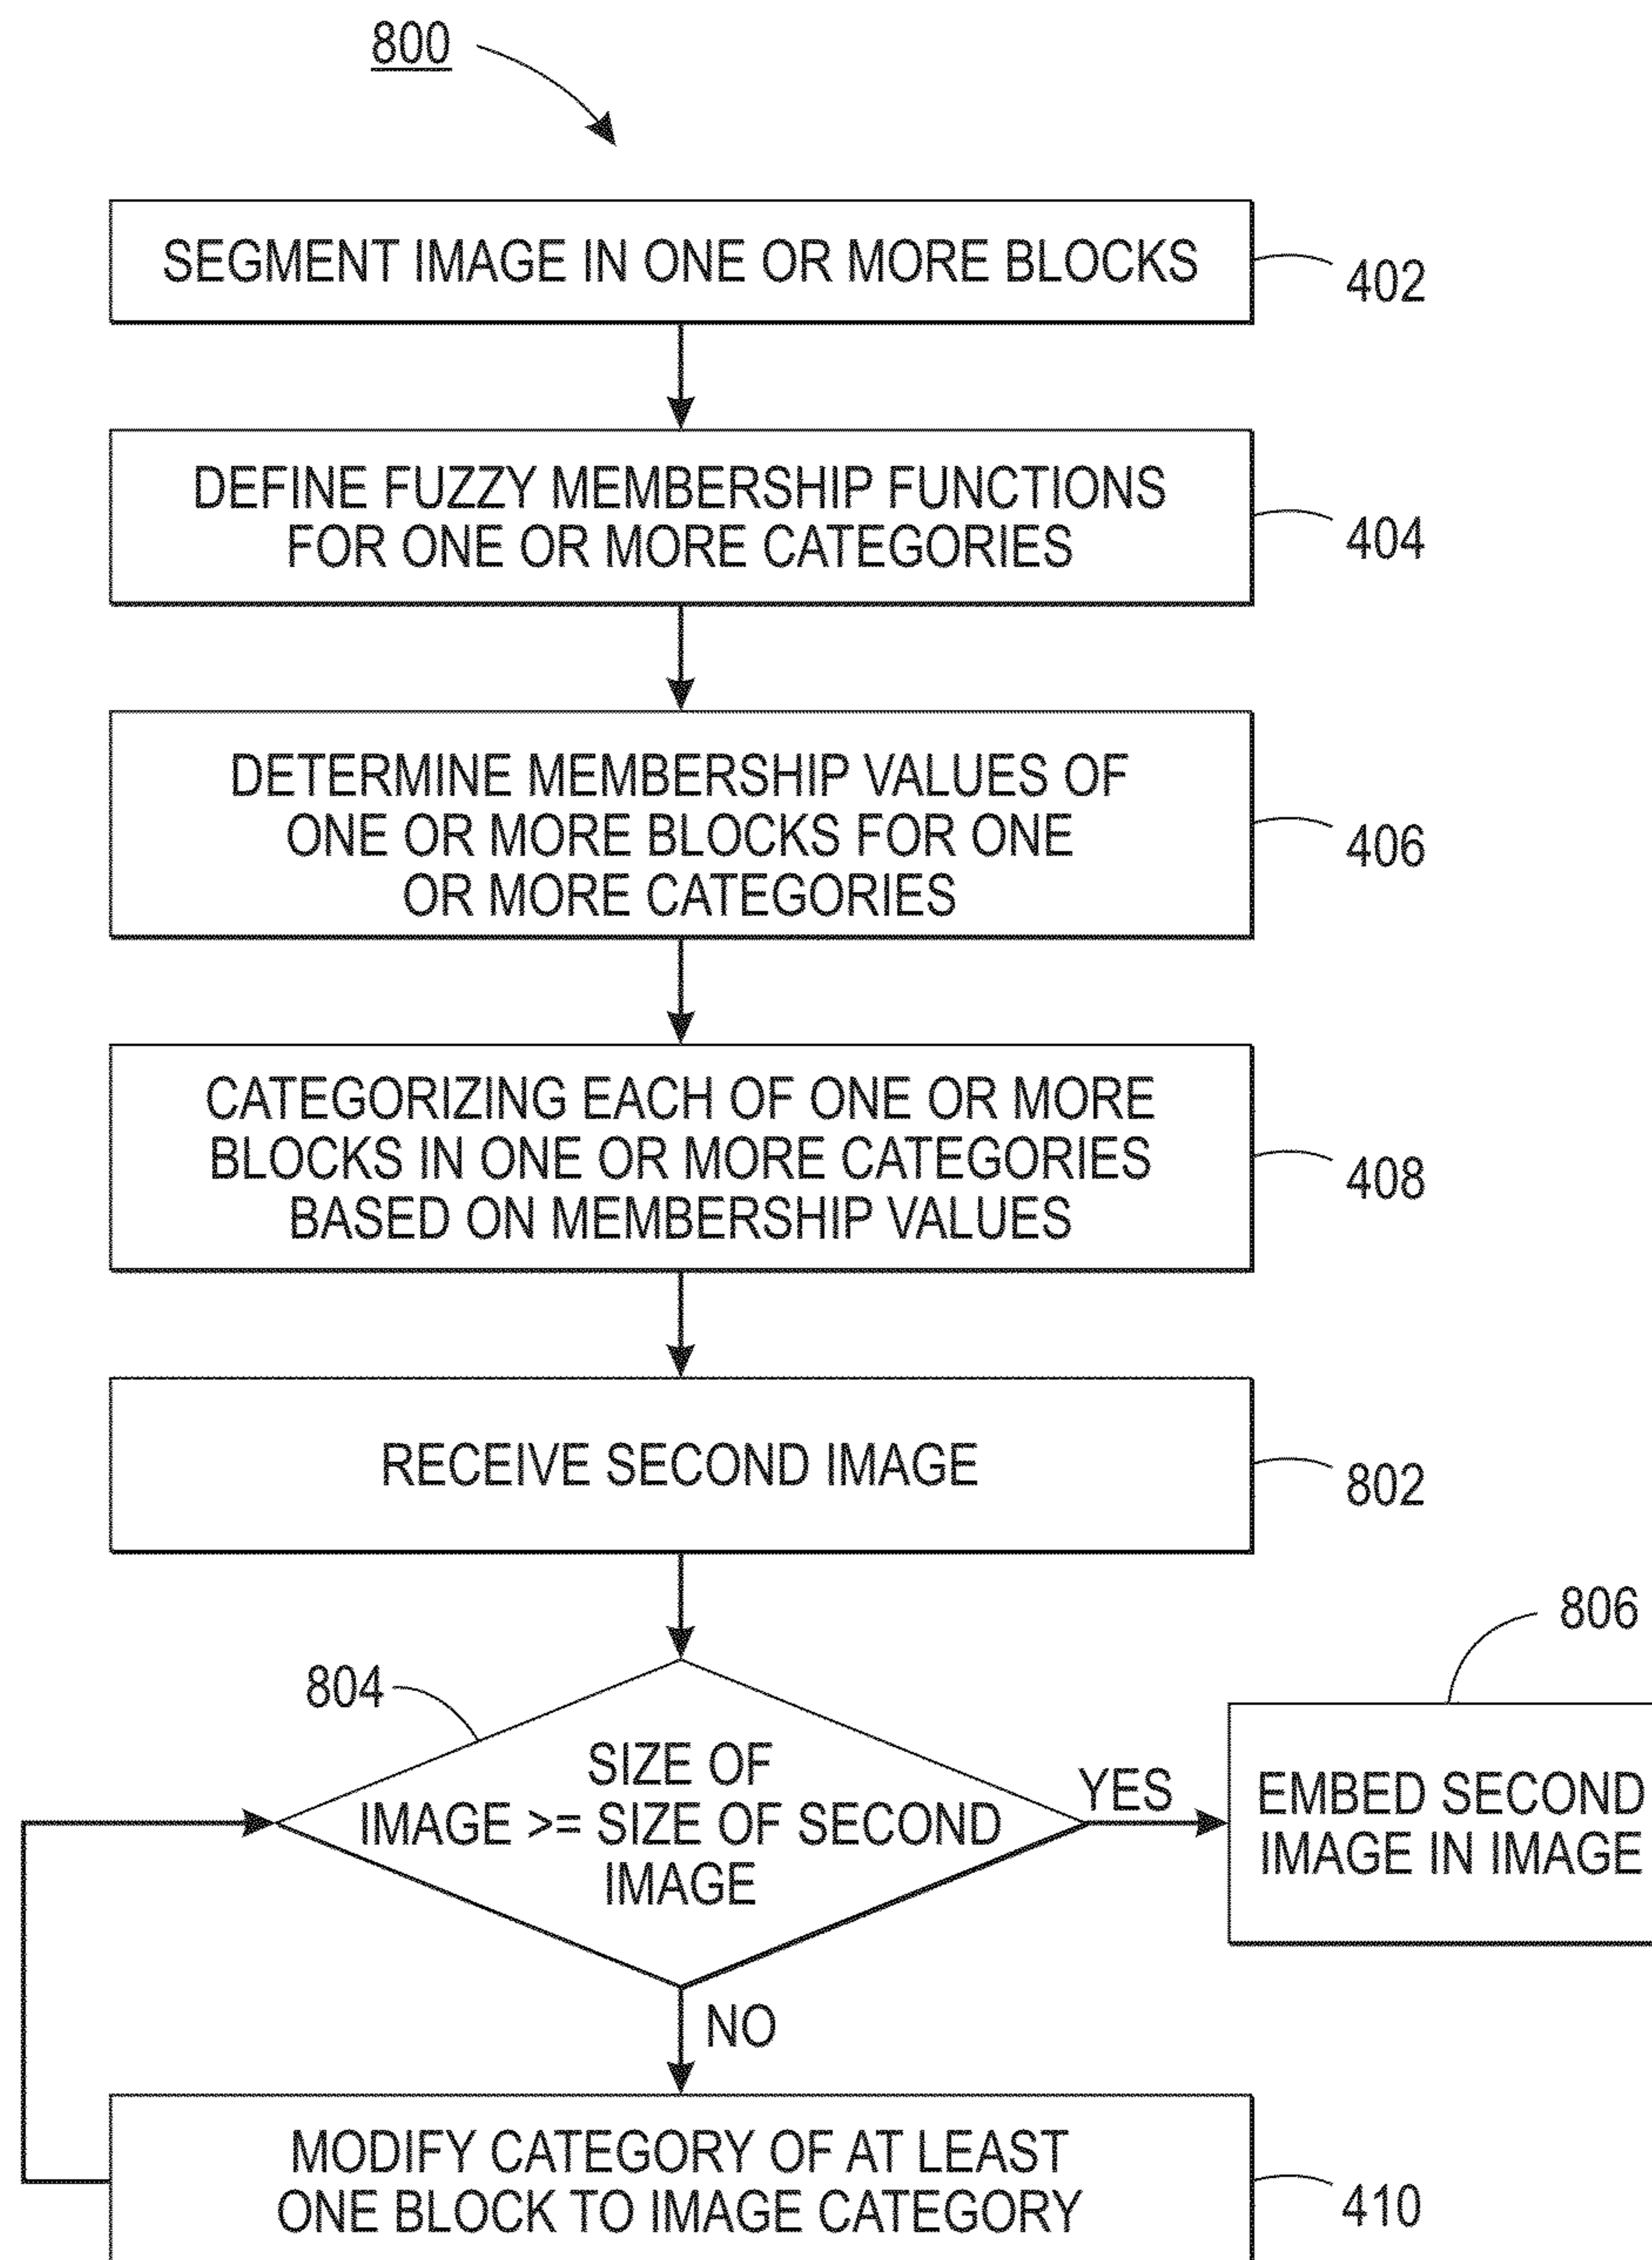 800
SEGMENT IMAGE IN ONE OR MORE BLOCKS
402
DEFINE FUZZY MEMBERSHIP FUNCTIONS
FOR ONE OR MORE CATEGORIES
404
DETERMINE MEMBERSHIP VALUES OF
ONE OR MORE BLOCKS FOR ONE
OR MORE CATEGORIES
406
CATEGORIZING EACH OF ONE OR MORE
BLOCKS IN ONE OR MORE CATEGORIES
BASED ON MEMBERSHIP VALUES
408
RECEIVE SECOND IMAGE
802
804
SIZE OF
IMAGE >= SIZE OF SECOND
IMAGE
YES
806
EMBED SECOND
IMAGE IN IMAGE
NO
MODIFY CATEGORY OF AT LEAST
ONE BLOCK TO IMAGE CATEGORY
410